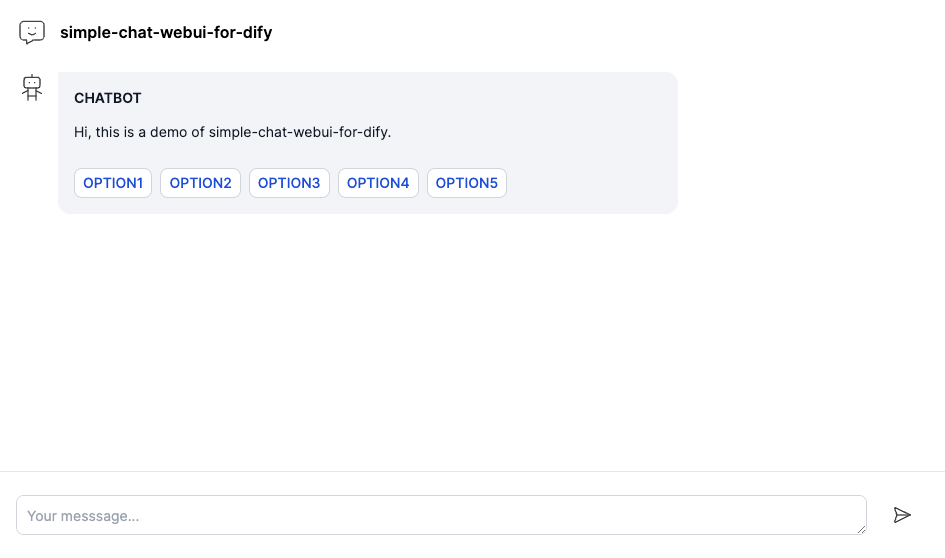 simple-chat-webui-for-dify
CHATBOT
Hi, this is a demo of simple-chat-webui-for-dify.
OPTION1 OPTION2 OPTION3 OPTION4 OPTION5
Your messsage...